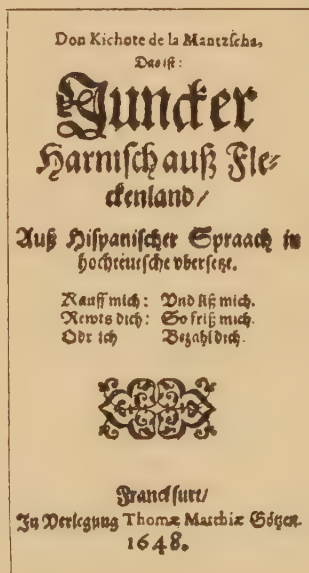 Don Kichote de la Mantzscha,
Das ist:
Juncker
Harnisch auß Fle⸗
ckenland/
Auß Hispanischer Spraach in
hochteutsche vbersetzt.
Kauff mich: Vnd liß mich.
Rewts dich: So friß mich.
Odr ich Bezahl dich.
Franckfurt/
In Verlegung Thomæ Matthiæ Götzen.
1648.